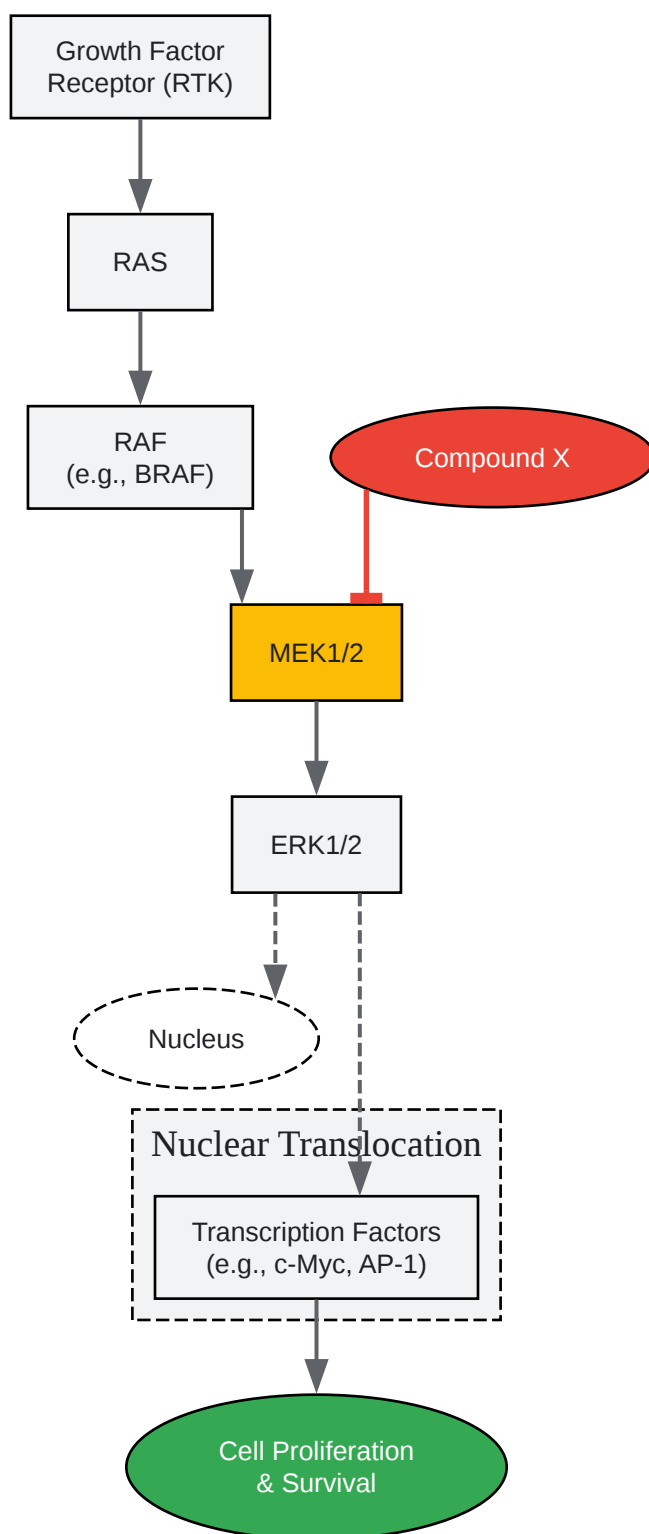 Growth Factor
Receptor (RTK)
RAS
RAF
(e.g., BRAF)
Compound X
MEK1/2
ERK1/2
Nucleus
Nuclear Translocation
Transcription Factors
(e.g., c-Myc, AP-1)
Cell Proliferation
& Survival